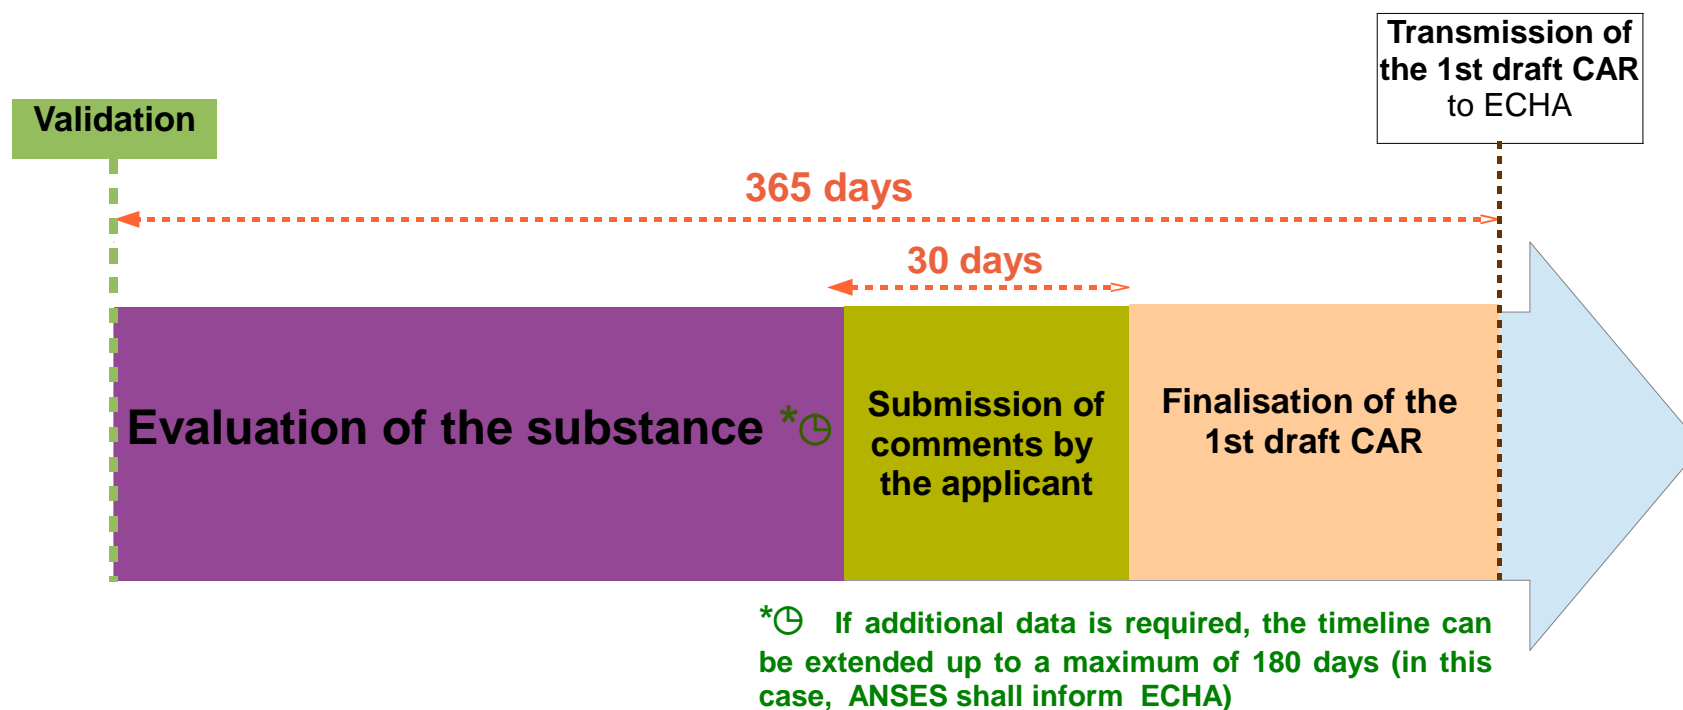 Transmission of
the 1st draft CAR
to ECHA
Validation
365 days
30 days
Evaluation of the substance *
Submission of
comments by
the applicant
Finalisation of the
1st draft CAR
* If additional data is required, the timeline can
be extended up to a maximum of 180 days (in this
case, ANSES shall inform ECHA)